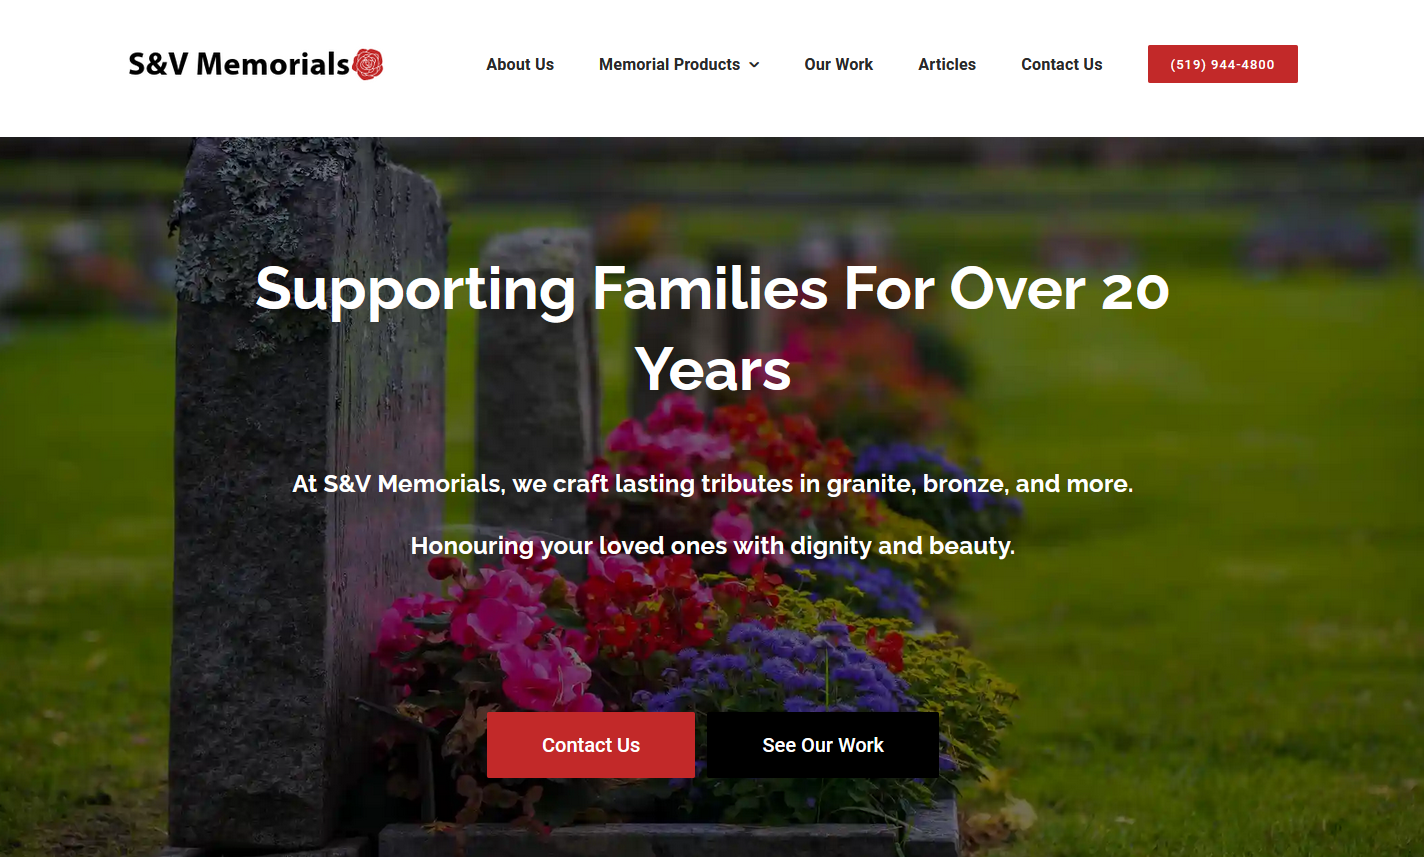 S&V Memorials
About Us
Memorial Products
Our Work
Articles
Contact Us
(519) 944-4800
Supporting Families For Over 20
Years
At S&V Memorials, we craft lasting tributes in granite, bronze, and more.
Honouring your loved ones with dignity and beauty.
Contact Us
See Our Work